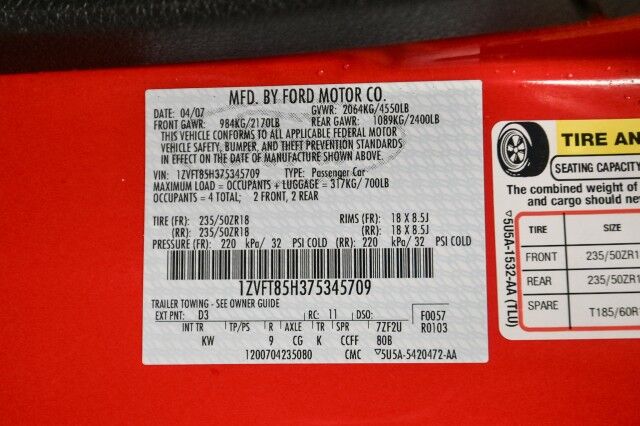 MFD. BY FORD MOTOR CO.
DATE: 04/07 GVWR: 2064KG/4550LB
FRONT GAWR: 984KG/2170LB REAR GAWR: 1089KG/2400LB
THIS VEHICLE CONFORMS TO ALL APPLICABLE FEDERAL MOTOR
VEHICLE SAFETY, BUMPER, AND THEFT PREVENTION STANDARDS
IN EFFECT ON THE DATE OF MANUFACTURE SHOWN ABOVE.
VIN: 1ZVFT85H375345709 TYPE: Passenger Car
MAXIMUM LOAD = OCCUPANTS + LUGGAGE = 317KG/700LB
OCCUPANTS = 4 TOTAL; 2 FRONT, 2 REAR
TIRE (FR): 235/50ZR18 RIMS (FR): 18 X 8.5J
(RR): 235/50ZR18 (RR): 18 X 8.5J
PRESSURE (FR): 220 kPa/ 32 PSI COLD (RR): 220 kPa/ 32 PSI COLD
1ZVFT85H375345709
TRAILER TOWING - SEE OWNER GUIDE
EXT PNT: D3 RC: 11 DSO: F0057
INT TR TP/PS R AXLE TR SPR 7ZF2U R0103
KW 9 CG K CCFF 80B
1200704235080 CMC ▽5U5A-5420472-AA
▽5U5A-1532-AA (TLU)
TIRE AN
SEATING CAPACITY
The combined weight of
and cargo should nev
TIRE SIZE
FRONT 235/50ZR1
REAR 235/50ZR1
SPARE T185/60R1